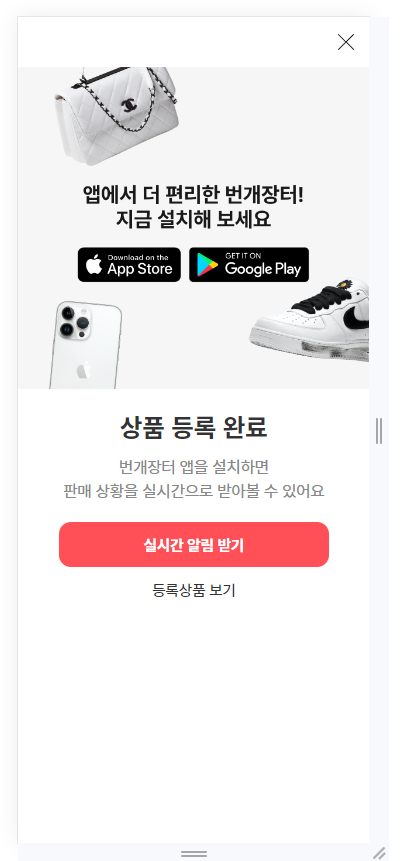 앱에서 더 편리한 번개장터!
지금 설치해 보세요
Download on the
App Store
GET IT ON
Google Play
상품 등록 완료
번개장터 앱을 설치하면
판매 상황을 실시간으로 받아볼 수 있어요
실시간 알림 받기
등록상품 보기